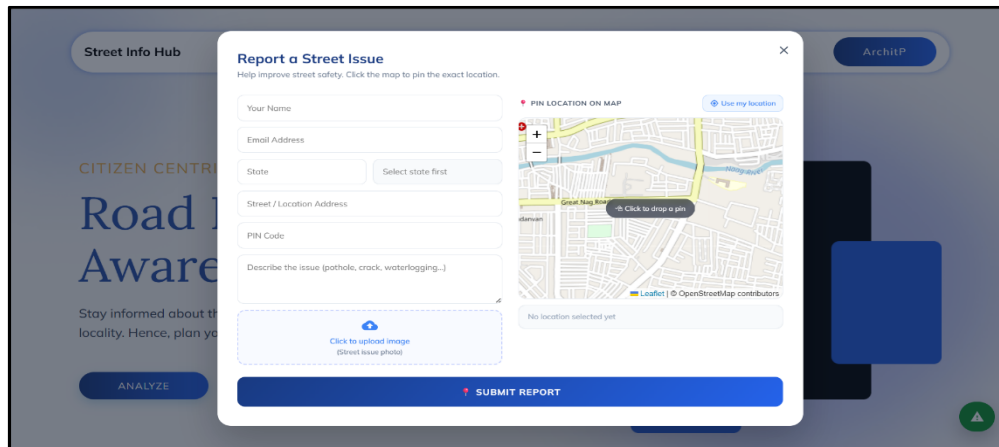 Street Info Hub
ArchitP
CITIZEN CENTRI
Road
Aware
Stay informed about th
locality. Hence, plan yo
ANALYZE
Report a Street Issue
Help improve street safety. Click the map to pin the exact location.
×
Your Name
Email Address
State
Select state first
Street / Location Address
PIN Code
Describe the issue (pothole, crack, waterlogging...)
Click to upload image
(Street issue photo)
PIN LOCATION ON MAP
Use my location
+
−
Naag River
Great Nag Road
Click to drop a pin
danvan
Leaflet | © OpenStreetMap contributors
No location selected yet
SUBMIT REPORT